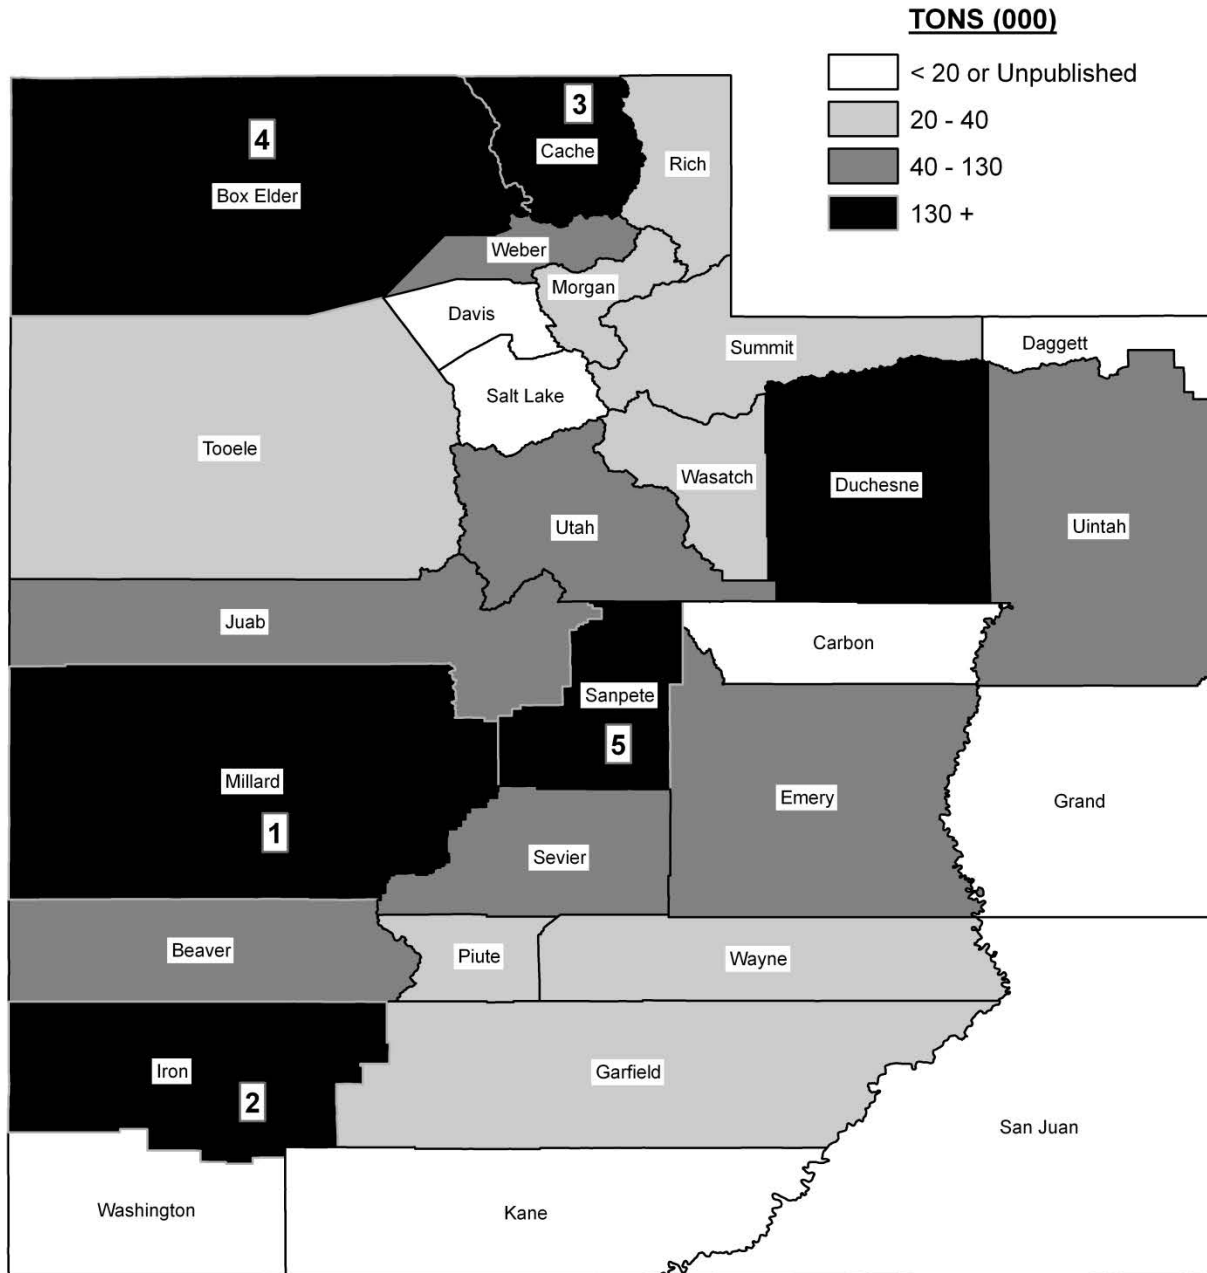 TONS (000)
< 20 or Unpublished
20 - 40
40 - 130
130 +
3
4
Cache
Rich
Box Elder
Weber
Morgan
Davis
Summit
Daggett
Salt Lake
Tooele
Wasatch
Duchesne
Utah
Uintah
Juab
Carbon
Sanpete
5
Millard
Emery
Grand
1
Sevier
Beaver
Piute
Wayne
Iron
Garfield
2
San Juan
Washington
Kane